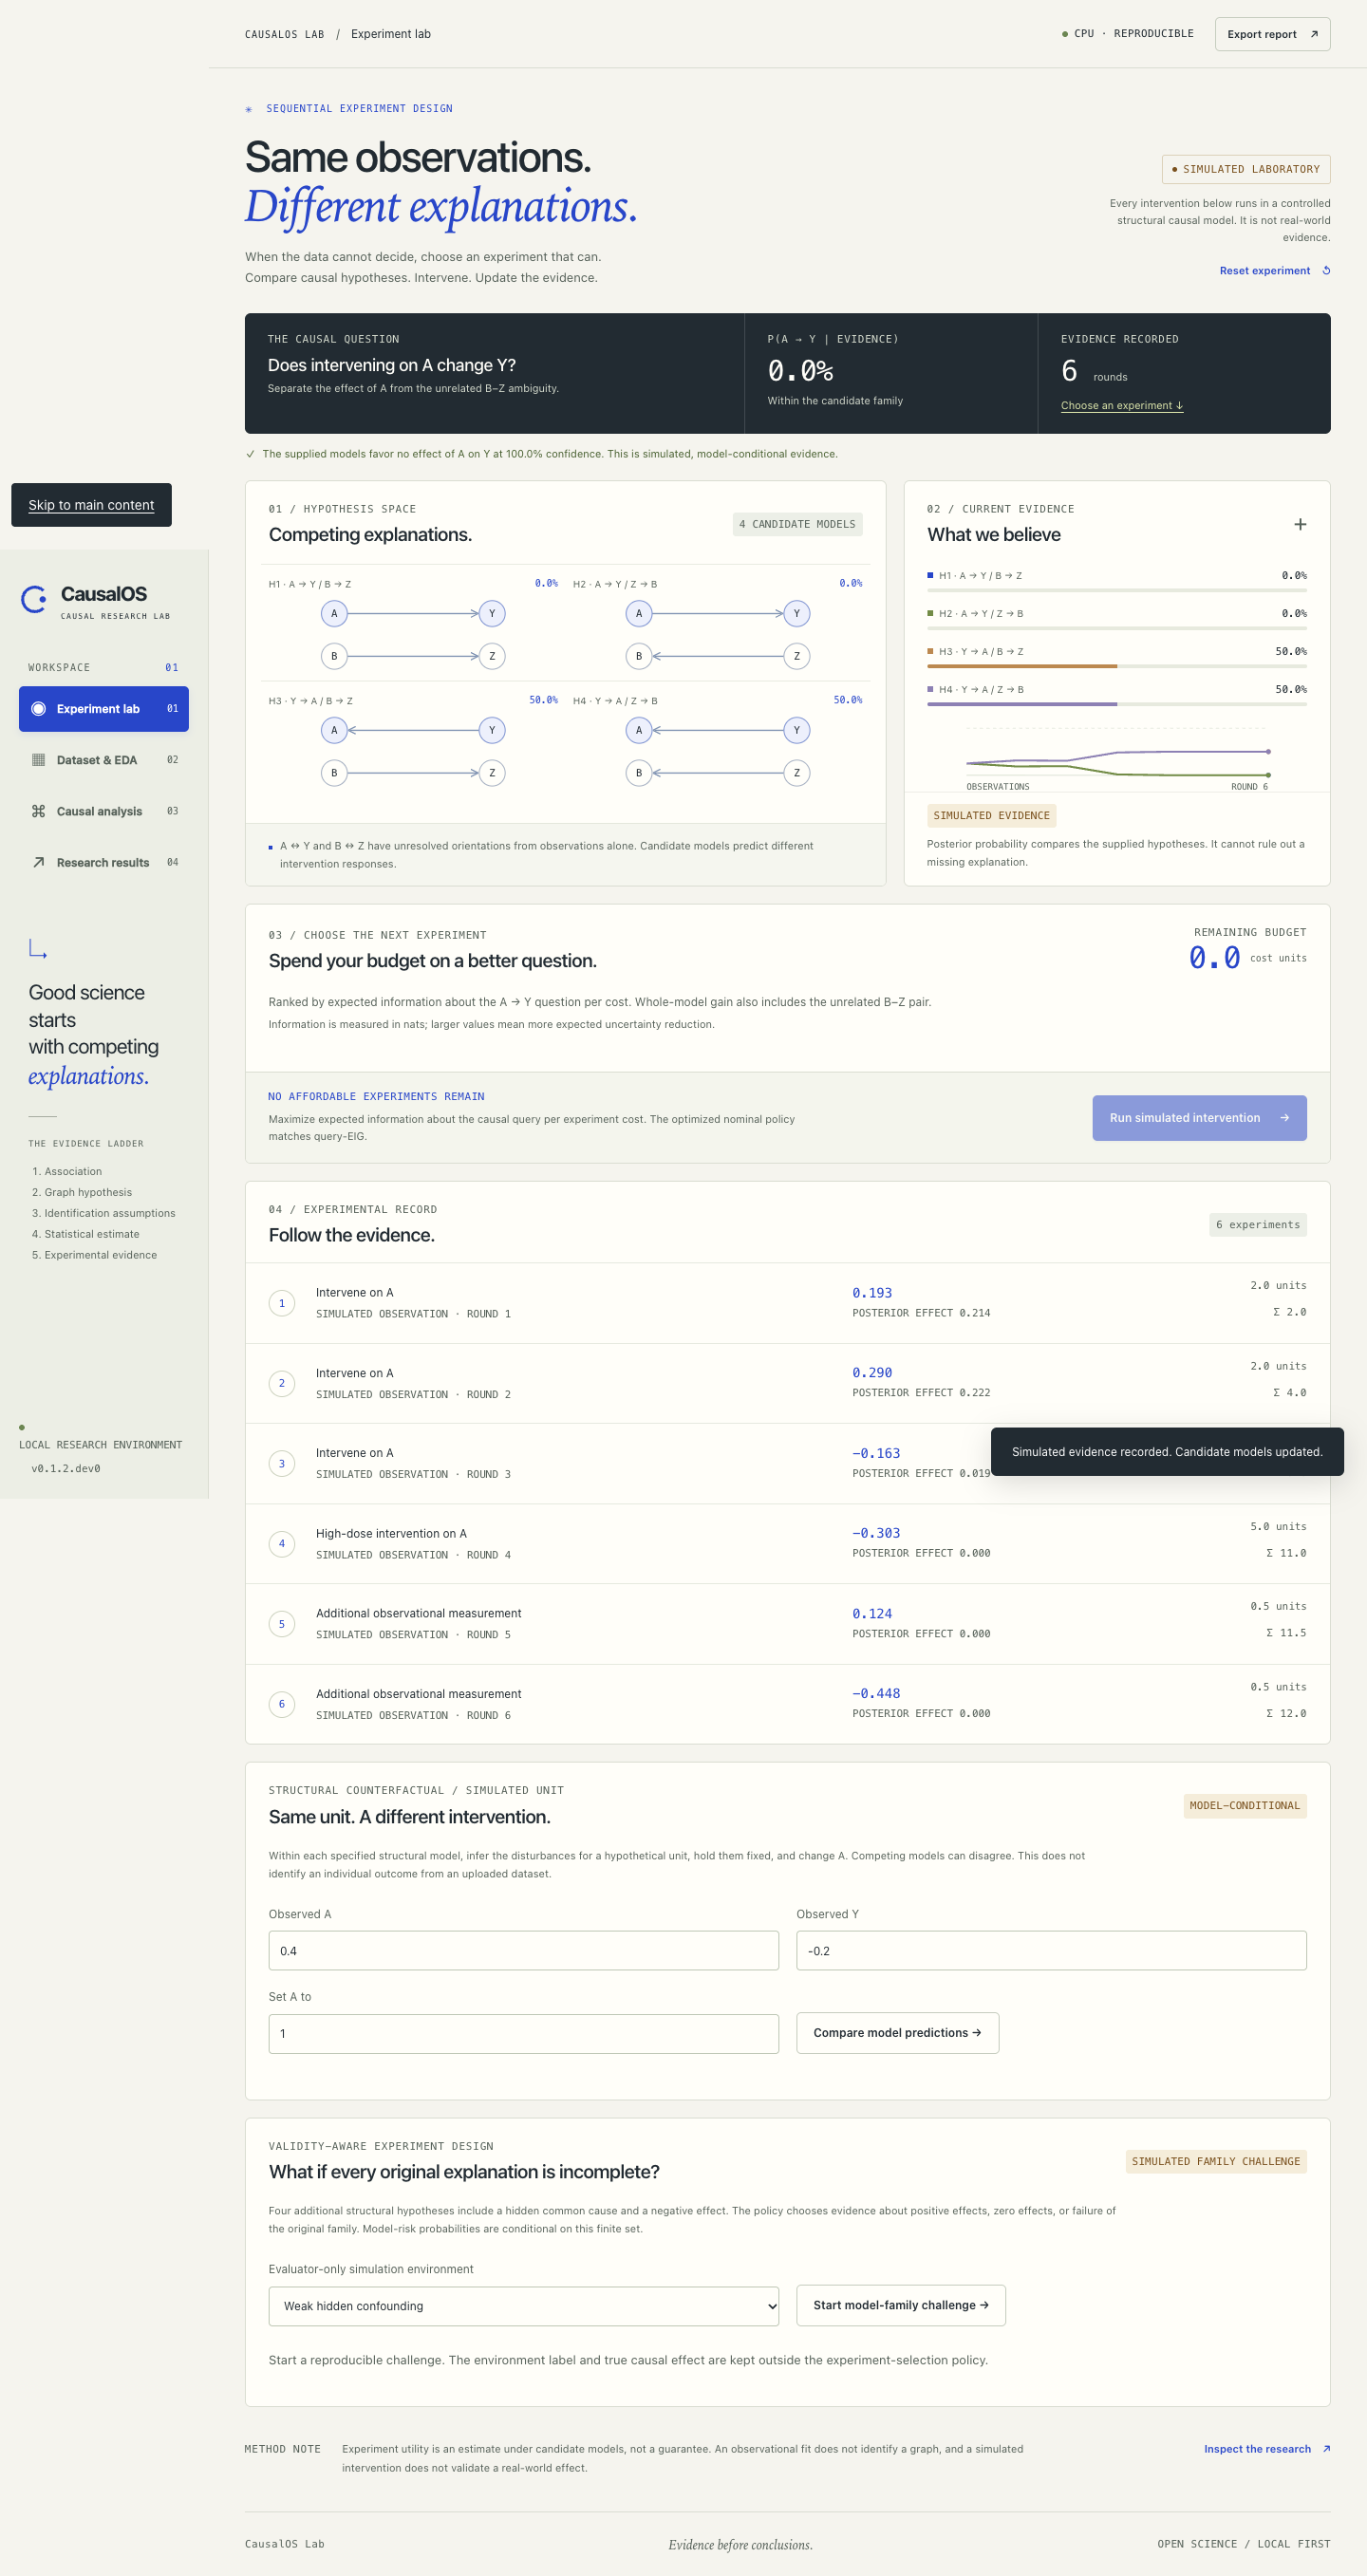 CAUSALOS LAB / Experiment lab
CPU · REPRODUCIBLE
Export report ↗
✳ SEQUENTIAL EXPERIMENT DESIGN
Same observations.
Different explanations.
When the data cannot decide, choose an experiment that can.
Compare causal hypotheses. Intervene. Update the evidence.
SIMULATED LABORATORY
Every intervention below runs in a controlled
structural causal model. It is not real-world
evidence.
Reset experiment ↺
THE CAUSAL QUESTION
Does intervening on A change Y?
Separate the effect of A from the unrelated B–Z ambiguity.
P(A → Y | EVIDENCE)
0.0%
Within the candidate family
EVIDENCE RECORDED
6 rounds
Choose an experiment ↓
✓ The supplied models favor no effect of A on Y at 100.0% confidence. This is simulated, model-conditional evidence.
Skip to main content
CausalOS
CAUSAL RESEARCH LAB
WORKSPACE 01
Experiment lab 01
Dataset & EDA 02
Causal analysis 03
Research results 04
Good science
starts
with competing
explanations.
THE EVIDENCE LADDER
1. Association
2. Graph hypothesis
3. Identification assumptions
4. Statistical estimate
5. Experimental evidence
LOCAL RESEARCH ENVIRONMENT
v0.1.2.dev0
01 / HYPOTHESIS SPACE
Competing explanations.
4 CANDIDATE MODELS
H1 · A → Y / B → Z 0.0%
A Y
B Z
H2 · A → Y / Z → B 0.0%
A Y
B Z
H3 · Y → A / B → Z 50.0%
A Y
B Z
H4 · Y → A / Z → B 50.0%
A Y
B Z
A ↔ Y and B ↔ Z have unresolved orientations from observations alone. Candidate models predict different
intervention responses.
02 / CURRENT EVIDENCE
What we believe
+
H1 · A → Y / B → Z 0.0%
H2 · A → Y / Z → B 0.0%
H3 · Y → A / B → Z 50.0%
H4 · Y → A / Z → B 50.0%
OBSERVATIONS ROUND 6
SIMULATED EVIDENCE
Posterior probability compares the supplied hypotheses. It cannot rule out a
missing explanation.
03 / CHOOSE THE NEXT EXPERIMENT
Spend your budget on a better question.
REMAINING BUDGET
0.0 cost units
Ranked by expected information about the A → Y question per cost. Whole-model gain also includes the unrelated B–Z pair.
Information is measured in nats; larger values mean more expected uncertainty reduction.
NO AFFORDABLE EXPERIMENTS REMAIN
Maximize expected information about the causal query per experiment cost. The optimized nominal policy
matches query-EIG.
Run simulated intervention →
04 / EXPERIMENTAL RECORD
Follow the evidence.
6 experiments
1 Intervene on A 0.193 2.0 units
SIMULATED OBSERVATION · ROUND 1 POSTERIOR EFFECT 0.214 Σ 2.0
2 Intervene on A 0.290 2.0 units
SIMULATED OBSERVATION · ROUND 2 POSTERIOR EFFECT 0.222 Σ 4.0
3 Intervene on A −0.163
SIMULATED OBSERVATION · ROUND 3 POSTERIOR EFFECT 0.019
Simulated evidence recorded. Candidate models updated.
4 High-dose intervention on A −0.303 5.0 units
SIMULATED OBSERVATION · ROUND 4 POSTERIOR EFFECT 0.000 Σ 11.0
5 Additional observational measurement 0.124 0.5 units
SIMULATED OBSERVATION · ROUND 5 POSTERIOR EFFECT 0.000 Σ 11.5
6 Additional observational measurement −0.448 0.5 units
SIMULATED OBSERVATION · ROUND 6 POSTERIOR EFFECT 0.000 Σ 12.0
STRUCTURAL COUNTERFACTUAL / SIMULATED UNIT
Same unit. A different intervention.
MODEL-CONDITIONAL
Within each specified structural model, infer the disturbances for a hypothetical unit, hold them fixed, and change A. Competing models can disagree. This does not
identify an individual outcome from an uploaded dataset.
Observed A
0.4
Observed Y
-0.2
Set A to
1
Compare model predictions →
VALIDITY-AWARE EXPERIMENT DESIGN
What if every original explanation is incomplete?
SIMULATED FAMILY CHALLENGE
Four additional structural hypotheses include a hidden common cause and a negative effect. The policy chooses evidence about positive effects, zero effects, or failure of
the original family. Model-risk probabilities are conditional on this finite set.
Evaluator-only simulation environment
Weak hidden confounding
Start model-family challenge →
Start a reproducible challenge. The environment label and true causal effect are kept outside the experiment-selection policy.
METHOD NOTE
Experiment utility is an estimate under candidate models, not a guarantee. An observational fit does not identify a graph, and a simulated
intervention does not validate a real-world effect.
Inspect the research ↗
CausalOS Lab
Evidence before conclusions.
OPEN SCIENCE / LOCAL FIRST